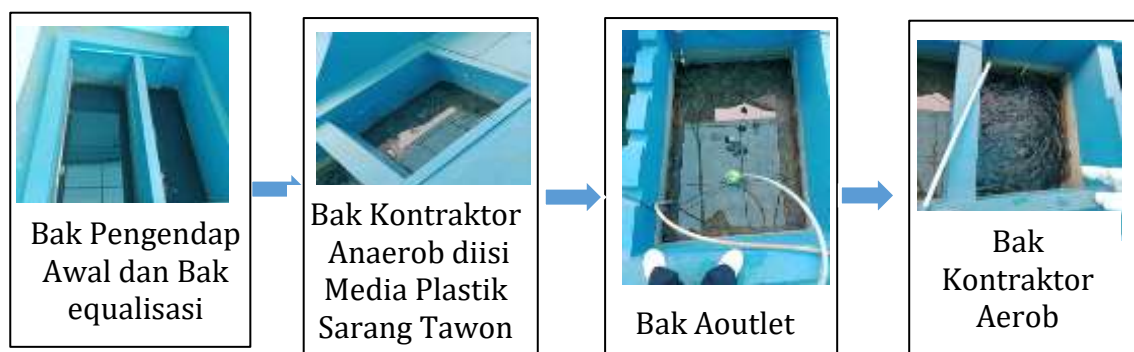 Bak Pengendap
Awal dan Bak
equalisasi
Bak Kontraktor
Anaerob diisi
Media Plastik
Sarang Tawon
Bak Aoutlet
Bak
Kontraktor
Aerob